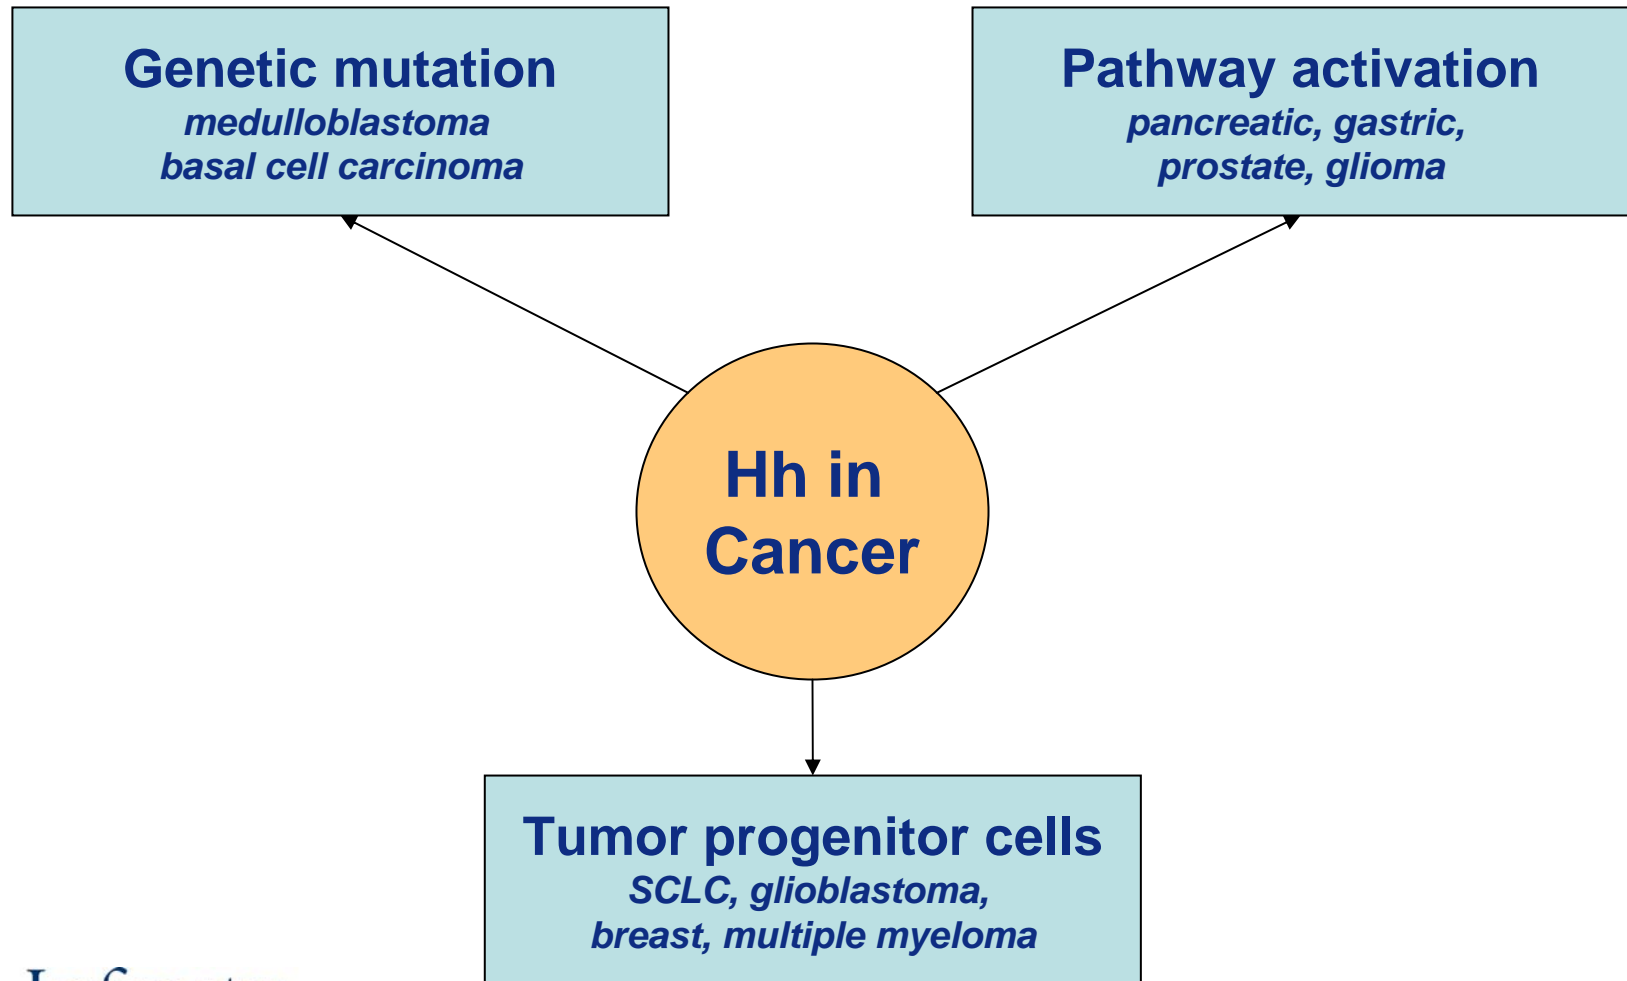 Genetic mutation
medulloblastoma
basal cell carcinoma
Pathway activation
pancreatic, gastric,
prostate, glioma
Hh in
Cancer
Tumor progenitor cells
SCLC, glioblastoma,
breast, multiple myeloma